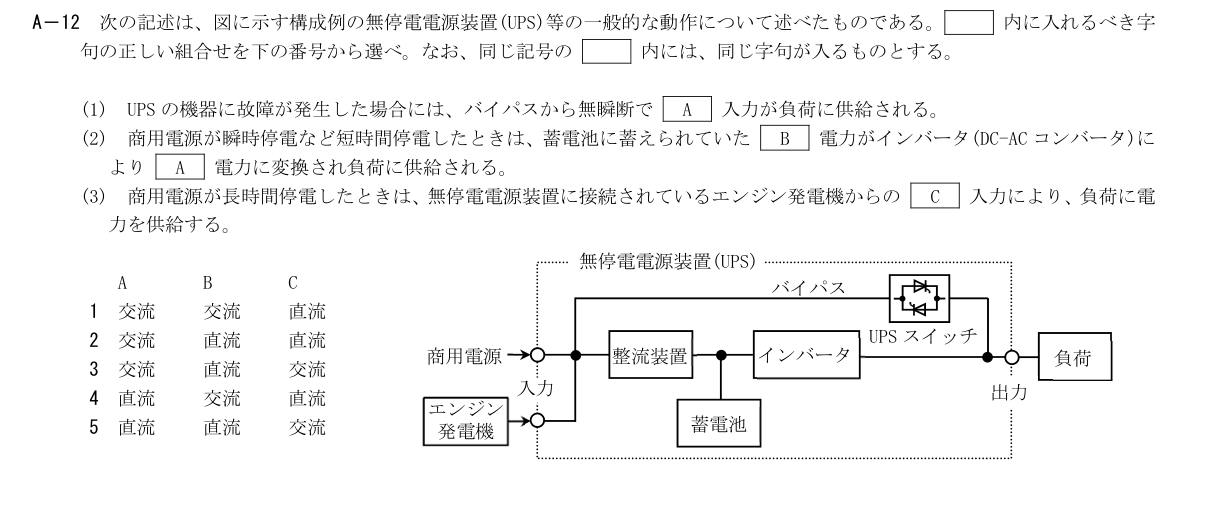 A－12 次の記述は、図に示す構成例の無停電電源装置(UPS)等の一般的な動作について述べたものである。 内に入れるべき字
句の正しい組合せを下の番号から選べ。なお、同じ記号の 内には、同じ字句が入るものとする。
(1) UPS の機器に故障が発生した場合には、バイパスから無瞬断で A 入力が負荷に供給される。
(2) 商用電源が瞬時停電など短時間停電したときは、蓄電池に蓄えられていた B 電力がインバータ(DC-AC コンバータ)に
より A 電力に変換され負荷に供給される。
(3) 商用電源が長時間停電したときは、無停電電源装置に接続されているエンジン発電機からの C 入力により、負荷に電
力を供給する。
A B C
1 交流 交流 直流
2 交流 直流 直流
3 交流 直流 交流
4 直流 交流 直流
5 直流 直流 交流
無停電電源装置(UPS)
バイパス
UPS スイッチ
商用電源
整流装置
インバータ
負荷
入力
出力
エンジン
発電機
蓄電池